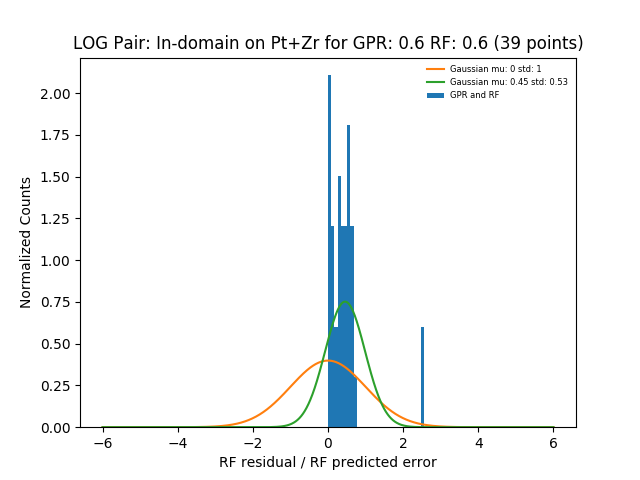 LOG Pair: In-domain on Pt+Zr for GPR: 0.6 RF: 0.6 (39 points)
Gaussian mu: 0 std: 1
Gaussian mu: 0.45 std: 0.53
GPR and RF
Normalized Counts
2.00
1.75
1.50
1.25
1.00
0.75
0.50
0.25
0.00
−6 −4 −2 0 2 4 6
RF residual / RF predicted error